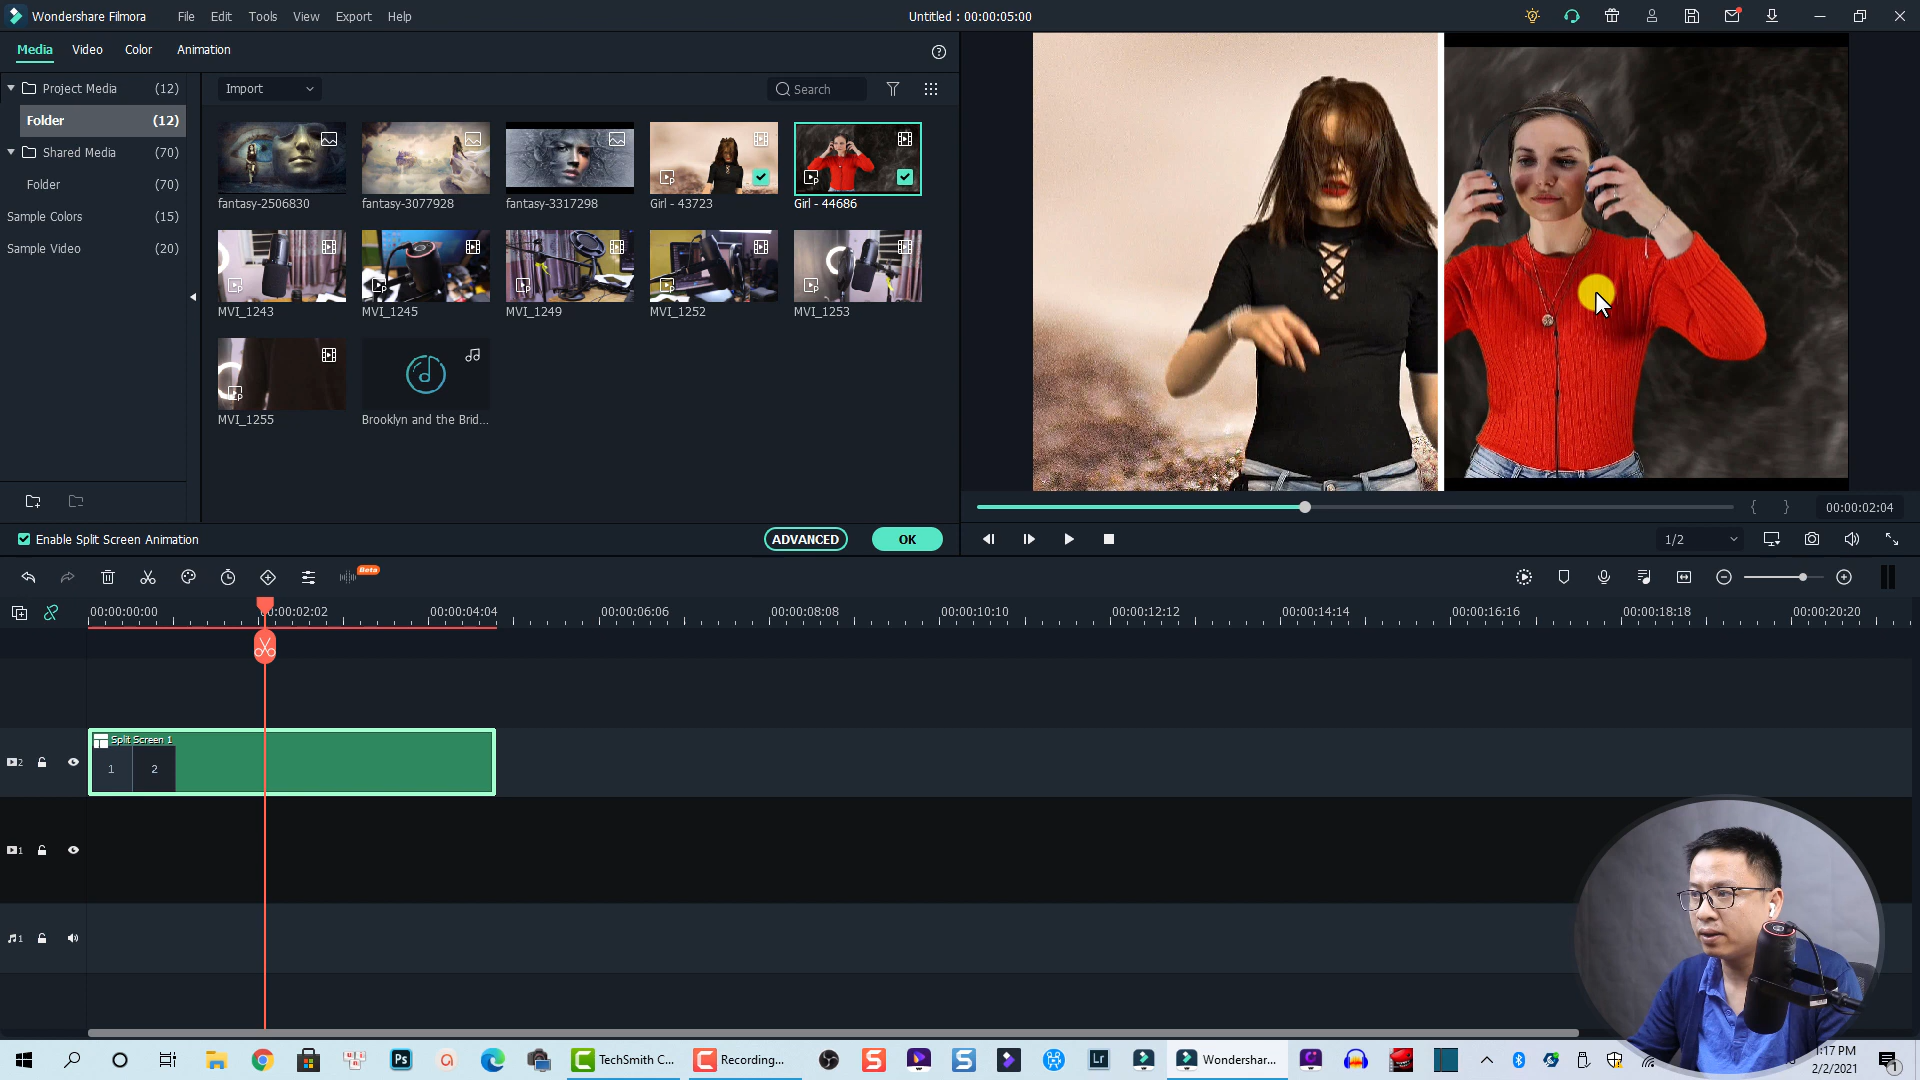 Wondershare Filmora File Edit Tools View Export Help Untitled : 00:00:05:00
Media Video Color Animation
Project Media (12)
Folder (12)
Shared Media (70)
Folder (70)
Sample Colors (15)
Sample Video (20)
Import Search
fantasy-2506830 fantasy-3077928 fantasy-3317298 Girl - 43723 Girl - 44686
MVI_1243 MVI_1245 MVI_1249 MVI_1252 MVI_1253
MVI_1255 Brooklyn and the Brid...
{ } 00:00:02:04
Enable Split Screen Animation ADVANCED OK
1/2
Beta
00:00:00:00 00:00:02:02 00:00:04:04 00:00:06:06 00:00:08:08 00:00:10:10 00:00:12:12 00:00:14:14 00:00:16:16 00:00:18:18 00:00:20:20
Split Screen 1
1 2
2
1
1
Ps TechSmith C... Recording... Lr Wondershar...
1:17 PM
2/2/2021
1